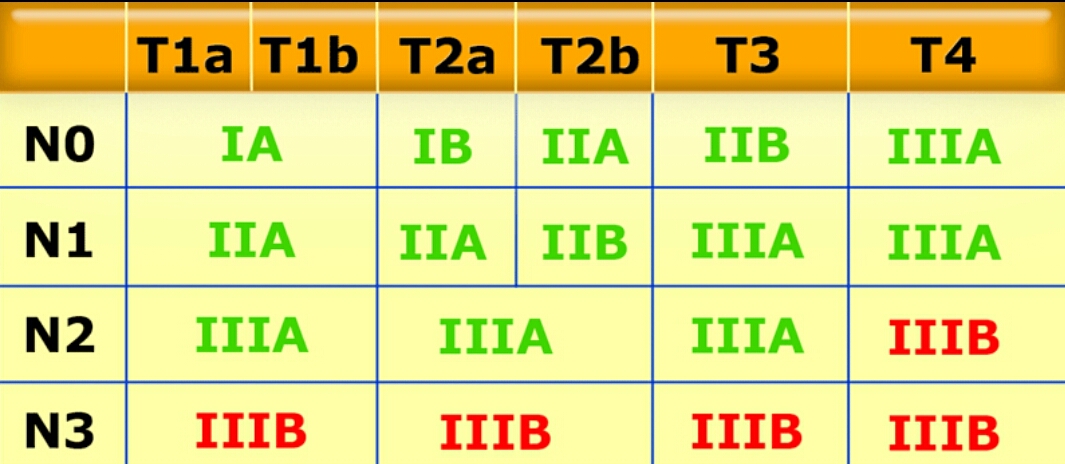 T1a T1b T2a T2b T3 T4
N0 IA IB IIA IIB IIIA
N1 IIA IIA IIB IIIA IIIA
N2 IIIA IIIA IIIA IIIB
N3 IIIB IIIB IIIB IIIB